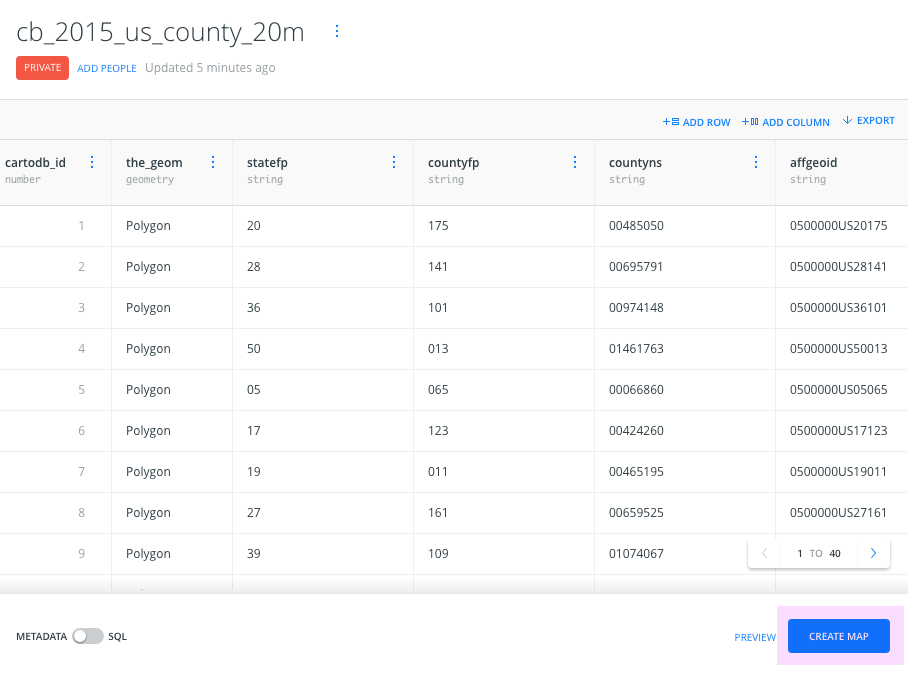 cb_2015_us_county_20m
PRIVATE ADD PEOPLE Updated 5 minutes ago
ADD ROW ADD COLUMN EXPORT
cartodb_id the_geom statefp countyfp countyns affgeoid
number geometry string string string string
1 Polygon 20 175 00485050 0500000US20175
2 Polygon 28 141 00695791 0500000US28141
3 Polygon 36 101 00974148 0500000US36101
4 Polygon 50 013 01461763 0500000US50013
5 Polygon 05 065 00066860 0500000US05065
6 Polygon 17 123 00424260 0500000US17123
7 Polygon 19 011 00465195 0500000US19011
8 Polygon 27 161 00659525 0500000US27161
9 Polygon 39 109 01074067
1 TO 40
METADATA SQL PREVIEW CREATE MAP